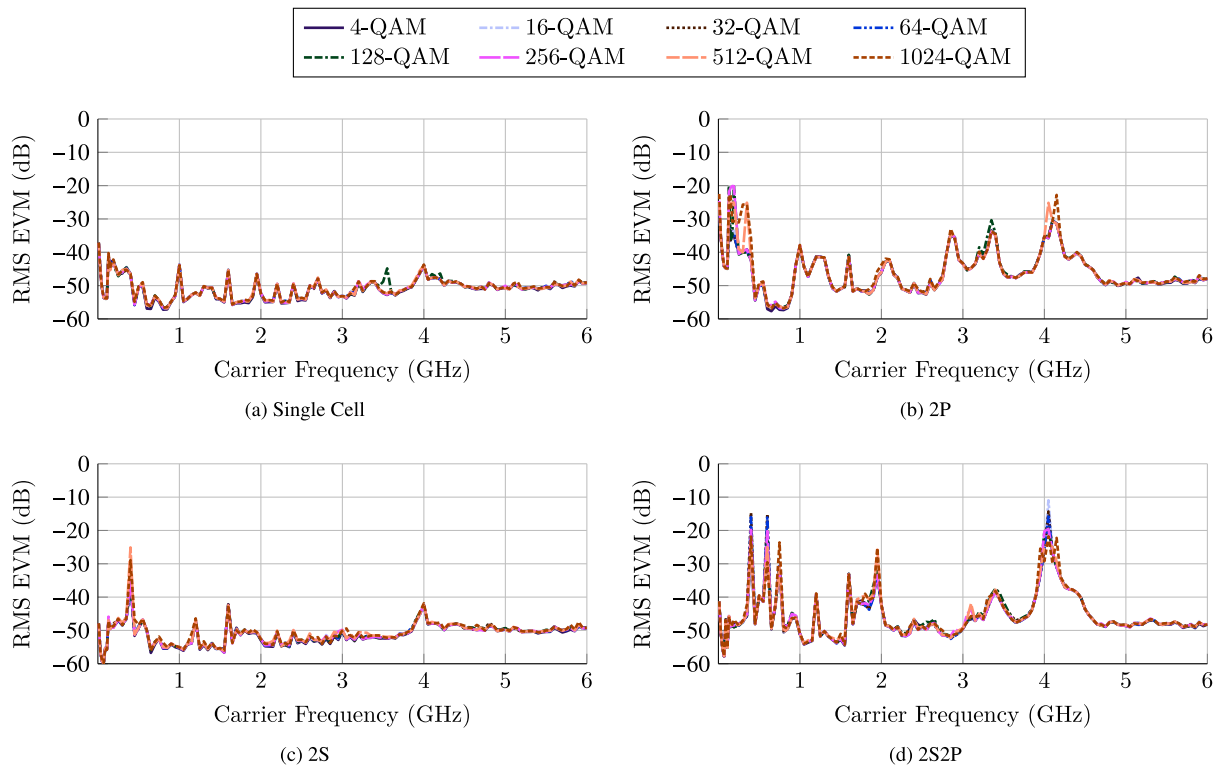 4-QAM 16-QAM 32-QAM 64-QAM
128-QAM 256-QAM 512-QAM 1024-QAM
RMS EVM (dB)
0
−10
−20
−30
−40
−50
−60
1 2 3 4 5 6
Carrier Frequency (GHz)
(a) Single Cell
RMS EVM (dB)
0
−10
−20
−30
−40
−50
−60
1 2 3 4 5 6
Carrier Frequency (GHz)
(b) 2P
RMS EVM (dB)
0
−10
−20
−30
−40
−50
−60
1 2 3 4 5 6
Carrier Frequency (GHz)
(c) 2S
RMS EVM (dB)
0
−10
−20
−30
−40
−50
−60
1 2 3 4 5 6
Carrier Frequency (GHz)
(d) 2S2P